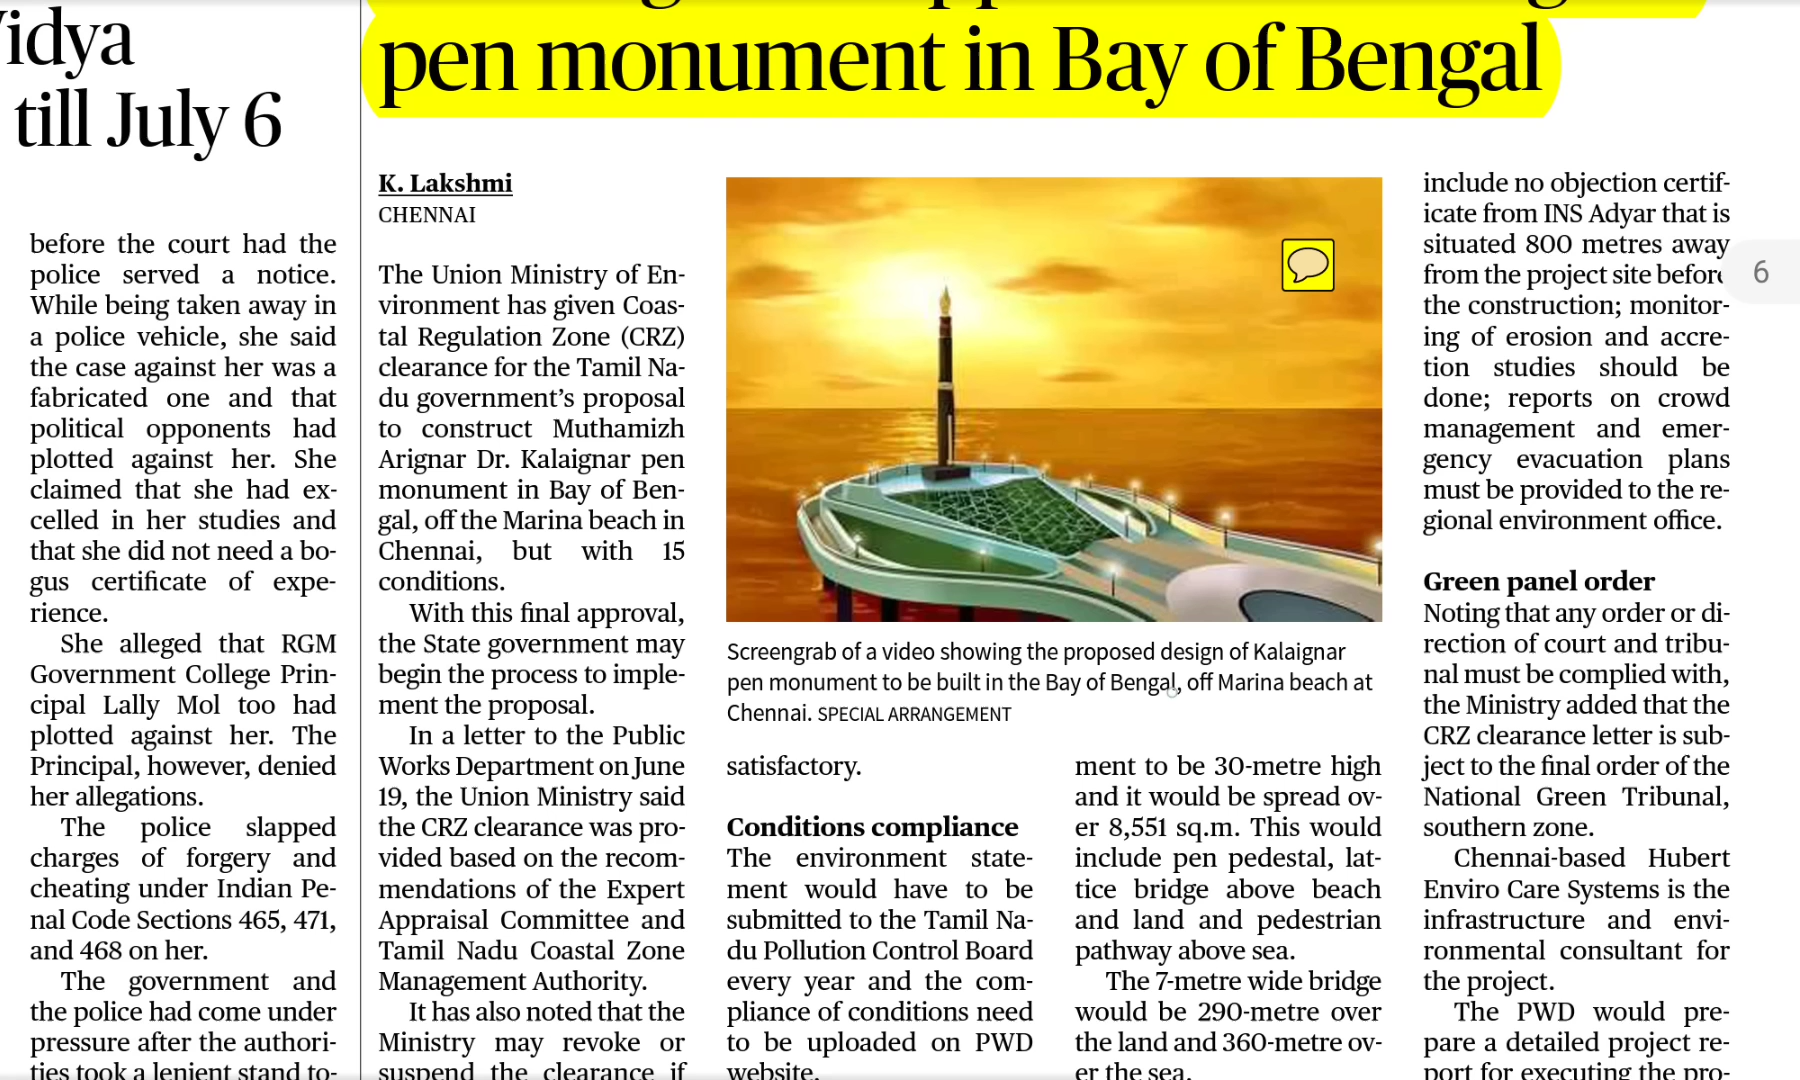 Vidya
till July 6
before the court had the
police served a notice.
While being taken away in
a police vehicle, she said
the case against her was a
fabricated one and that
political opponents had
plotted against her. She
claimed that she had ex-
celled in her studies and
that she did not need a bo-
gus certificate of expe-
rience.
She alleged that RGM
Government College Prin-
cipal Lally Mol too had
plotted against her. The
Principal, however, denied
her allegations.
The police slapped
charges of forgery and
cheating under Indian Pe-
nal Code Sections 465, 471,
and 468 on her.
The government and
the police had come under
pressure after the authori-
ties took a lenient stand to-
pen monument in Bay of Bengal
K. Lakshmi
CHENNAI
The Union Ministry of En-
vironment has given Coas-
tal Regulation Zone (CRZ)
clearance for the Tamil Na-
du government's proposal
to construct Muthamizh
Arignar Dr. Kalaignar pen
monument in Bay of Ben-
gal, off the Marina beach in
Chennai, but with 15
conditions.
With this final approval,
the State government may
begin the process to imple-
ment the proposal.
In a letter to the Public
Works Department on June
19, the Union Ministry said
the CRZ clearance was pro-
vided based on the recom-
mendations of the Expert
Appraisal Committee and
Tamil Nadu Coastal Zone
Management Authority.
It has also noted that the
Ministry may revoke or
suspend the clearance if
Screengrab of a video showing the proposed design of Kalaignar
pen monument to be built in the Bay of Bengal, off Marina beach at
Chennai. SPECIAL ARRANGEMENT
satisfactory.
Conditions compliance
The environment state-
ment would have to be
submitted to the Tamil Na-
du Pollution Control Board
every year and the com-
pliance of conditions need
to be uploaded on PWD
website.
ment to be 30-metre high
and it would be spread ov-
er 8,551 sq.m. This would
include pen pedestal, lat-
tice bridge above beach
and land and pedestrian
pathway above sea.
The 7-metre wide bridge
would be 290-metre over
the land and 360-metre ov-
er the sea.
include no objection certif-
icate from INS Adyar that is
situated 800 metres away
from the project site before
the construction; monitor-
ing of erosion and accre-
tion studies should be
done; reports on crowd
management and emer-
gency evacuation plans
must be provided to the re-
gional environment office.
Green panel order
Noting that any order or di-
rection of court and tribu-
nal must be complied with,
the Ministry added that the
CRZ clearance letter is sub-
ject to the final order of the
National Green Tribunal,
southern zone.
Chennai-based Hubert
Enviro Care Systems is the
infrastructure and envi-
ronmental consultant for
the project.
The PWD would pre-
pare a detailed project re-
port for executing the pro-
6